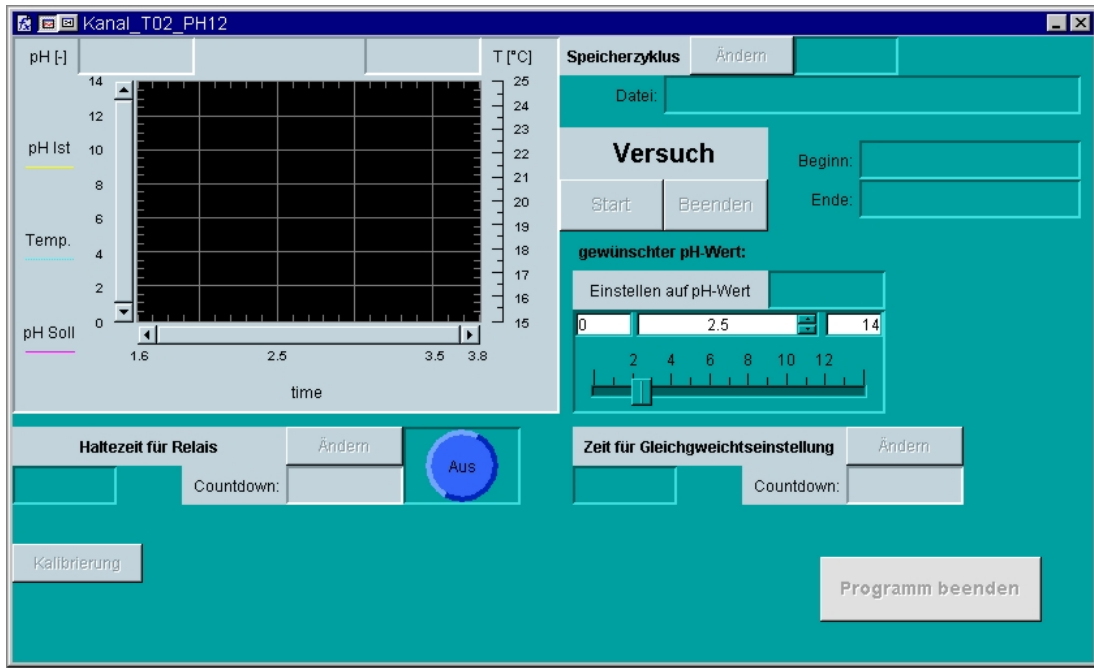 Kanal_T02_PH12
pH [-]
T [°C]
Speicherzyklus
Ändern
Datei:
14
12
10
8
6
4
2
0
pH Ist
Temp.
pH Soll
25
24
23
22
21
20
19
18
17
16
15
1.6
2.5
3.5
3.8
time
Versuch
Start
Beenden
Beginn:
Ende:
gewünschter pH-Wert:
Einstellen auf pH-Wert
0
2.5
14
2 4 6 8 10 12
Haltezeit für Relais
Ändern
Aus
Countdown:
Zeit für Gleichgweichtseinstellung
Ändern
Countdown:
Kalibrierung
Programm beenden